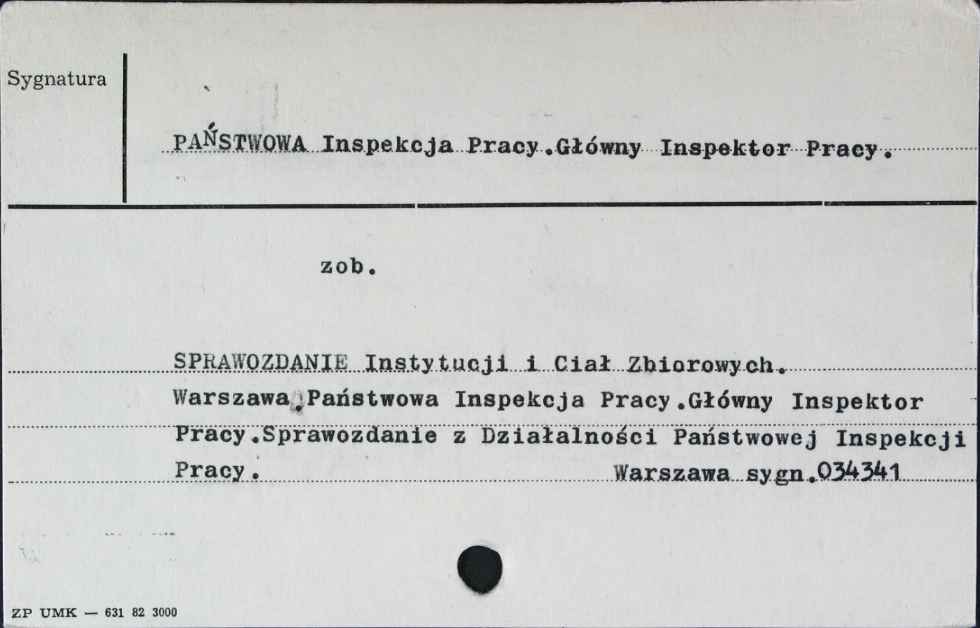 Sygnatura
PAŃSTWOWA Inspekcja Pracy.Główny Inspektor Pracy.
zob.
SPRAWOZDANIE Instytucji i Ciał Zbiorowych.
Warszawa.Państwowa Inspekcja Pracy.Główny Inspektor
Pracy.Sprawozdanie z Działalności Państwowej Inspekcji
Pracy. Warszawa sygn.034341
ZP UMK — 631 82 3000